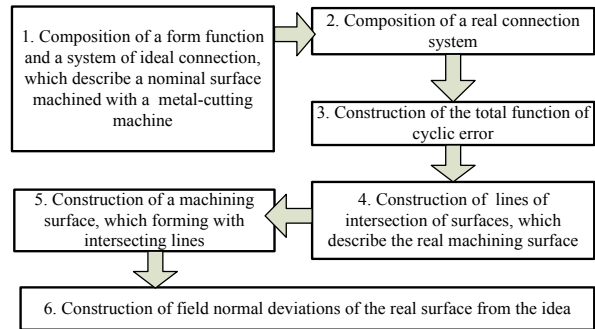 1. Composition of a form function
and a system of ideal connection,
which describe a nominal surface
machined with a metal-cutting
machine
2. Composition of a real connection
system
3. Construction of the total function of
cyclic error
4. Construction of lines of
intersection of surfaces, which
describe the real machining surface
5. Construction of a machining
surface, which forming with
intersecting lines
6. Construction of field normal deviations of the real surface from the idea